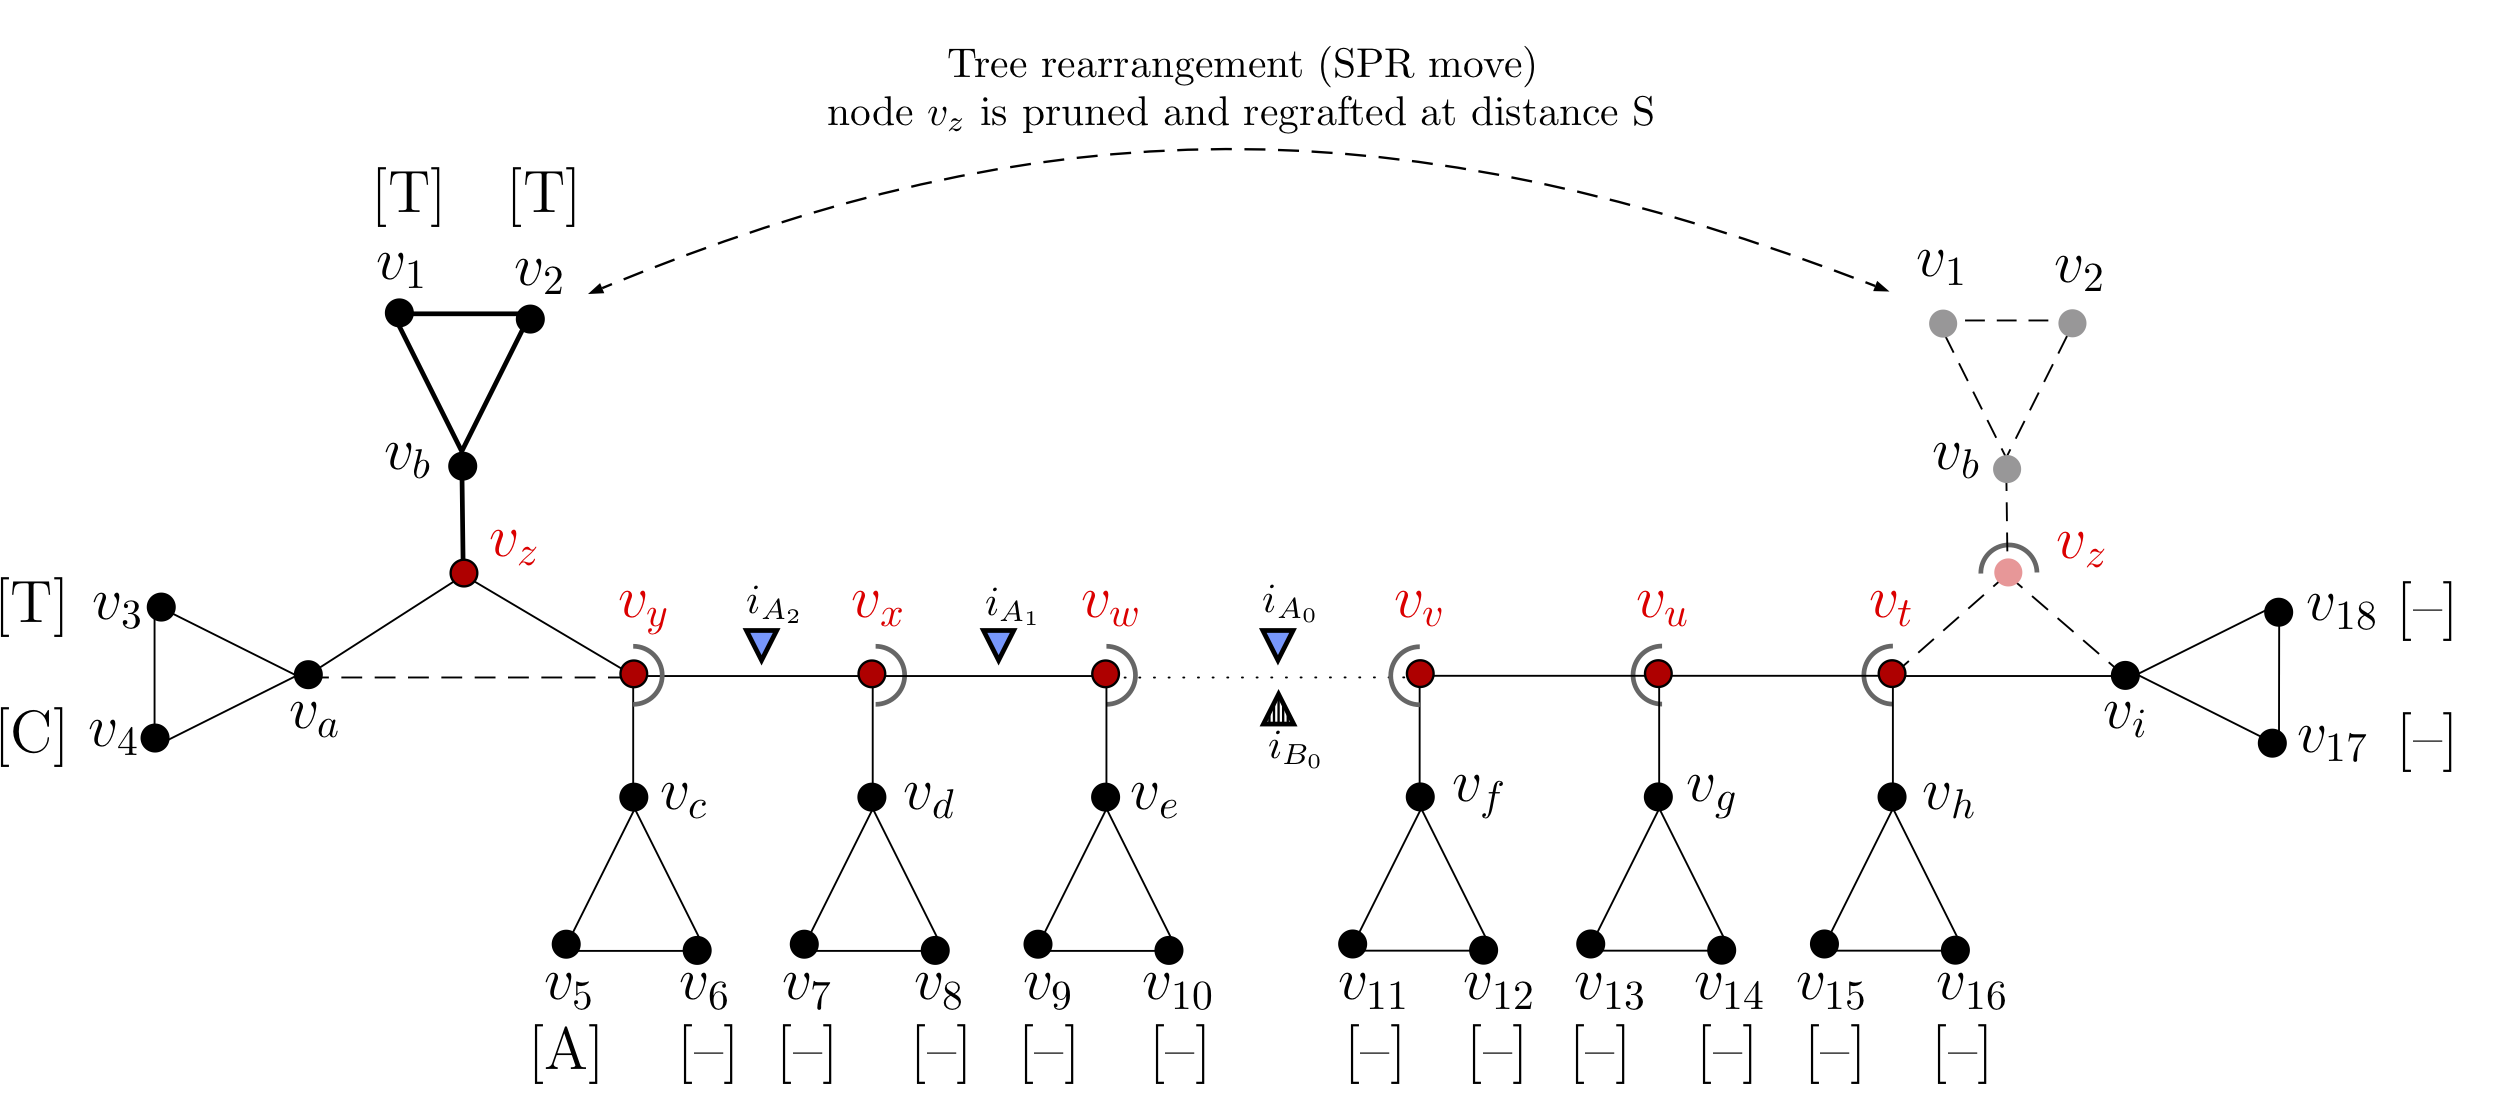 Tree rearrangement (SPR move)
node v_z is pruned and regrafted at distance S
[T] [T]
v_1 v_2 v_1 v_2
v_b v_b
v_z v_z
[T] v_3 v_y i_{A_2} v_x i_{A_1} v_w i_{A_0} v_v v_u v_t v_{18} [–]
[C] v_4 v_a i_{B_0} v_i v_{17} [–]
v_c v_d v_e v_f v_g v_h
v_5 v_6 v_7 v_8 v_9 v_{10} v_{11} v_{12} v_{13} v_{14} v_{15} v_{16}
[A] [–] [–] [–] [–] [–] [–] [–] [–] [–] [–] [–]